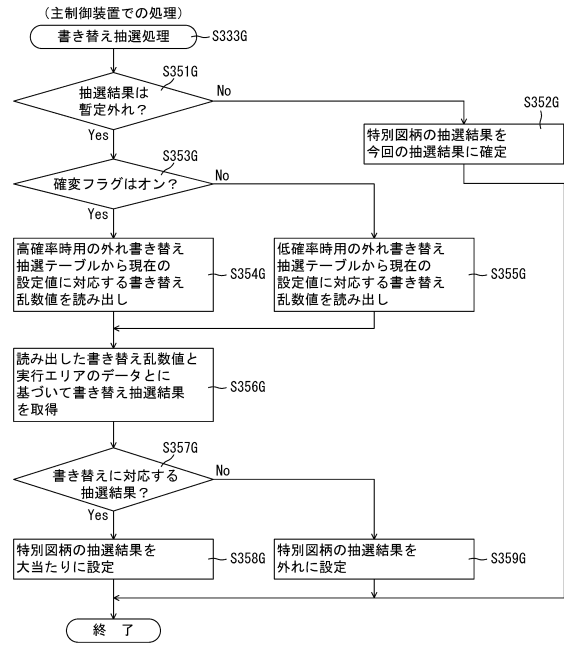 (主制御装置での処理)
書き替え抽選処理
S333G
S351G
抽選結果は
暫定外れ？
No
Yes
S352G
特別図柄の抽選結果を
今回の抽選結果に確定
S353G
確変フラグはオン？
No
Yes
高確率時用の外れ書き替え
抽選テーブルから現在の
設定値に対応する書き替え
乱数値を読み出し
S354G
低確率時用の外れ書き替え
抽選テーブルから現在の
設定値に対応する書き替え
乱数値を読み出し
S355G
読み出した書き替え乱数値と
実行エリアのデータとに
基づいて書き替え抽選結果
を取得
S356G
S357G
書き替えに対応する
抽選結果？
No
Yes
特別図柄の抽選結果を
大当たりに設定
S358G
特別図柄の抽選結果を
外れに設定
S359G
終 了